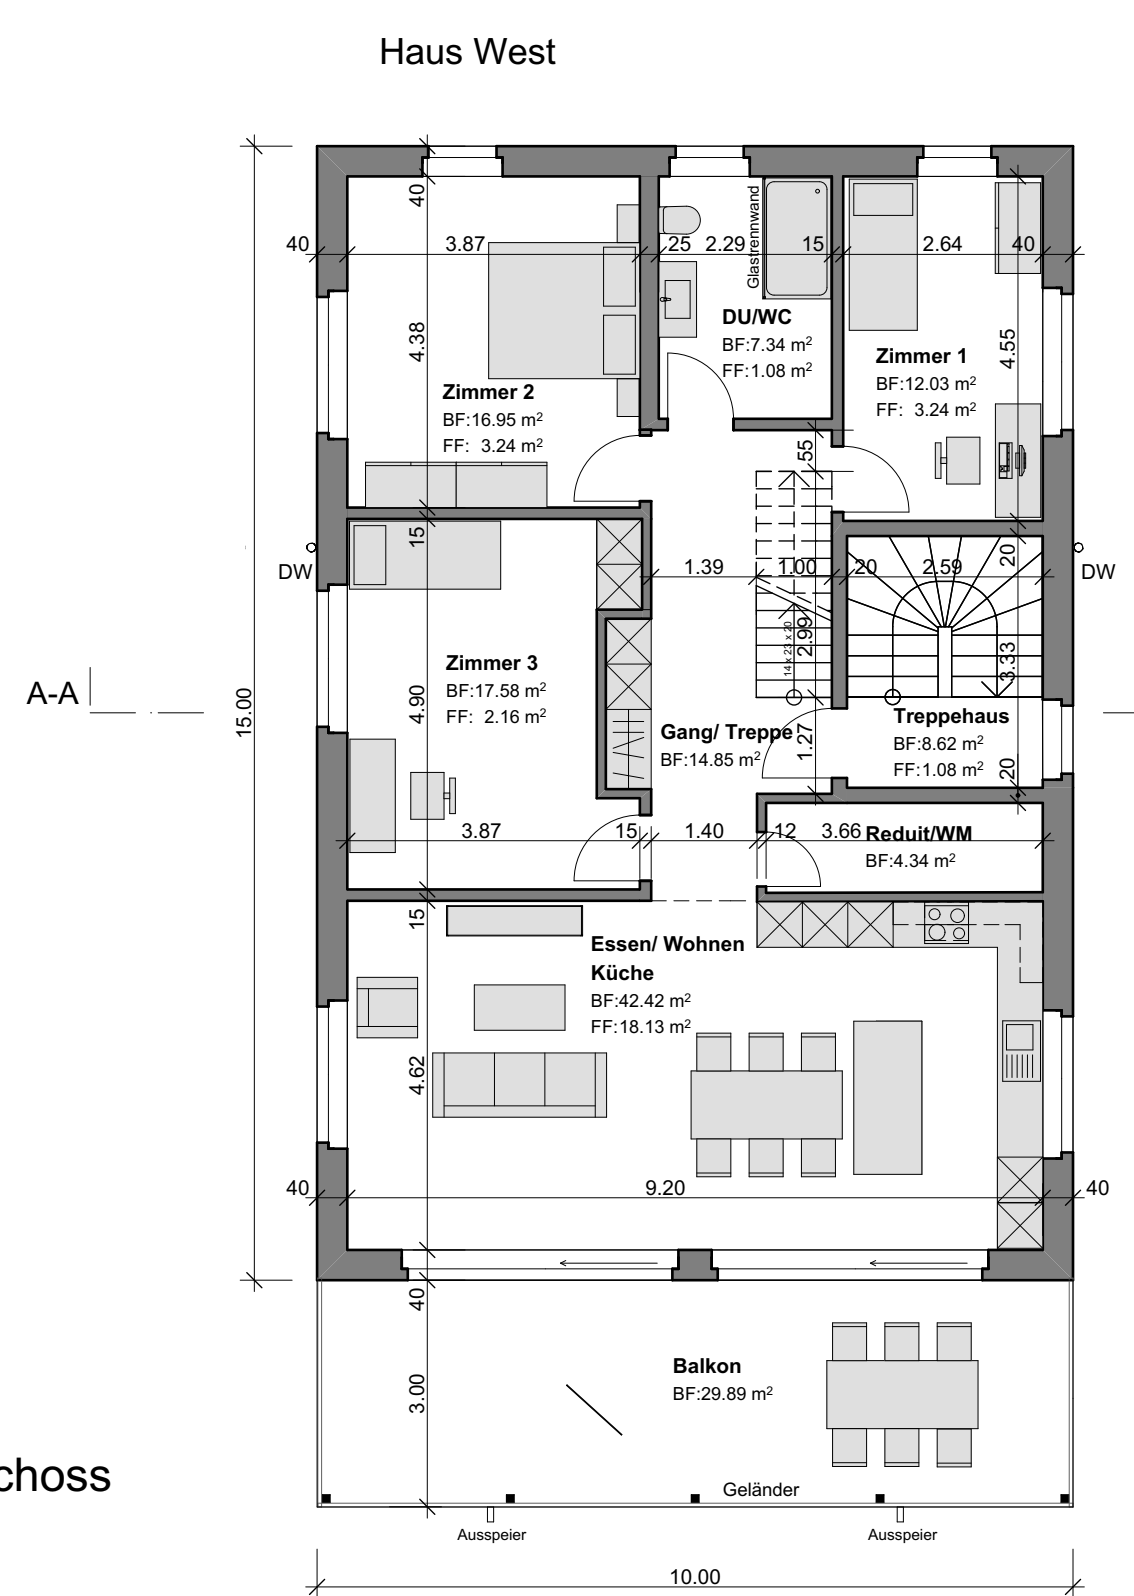 Haus West
40
40
3.87
25
2.29
15
2.64
40
Glastrennwand
4.38
DU/WC
BF:7.34 m²
FF:1.08 m²
4.55
Zimmer 1
BF:12.03 m²
FF: 3.24 m²
Zimmer 2
BF:16.95 m²
FF: 3.24 m²
55
15
20
DW
1.39
1.00
20
2.59
DW
14 x 23 x 20
2.99
3.33
Zimmer 3
BF:17.58 m²
FF: 2.16 m²
A-A
15.00
4.90
Gang/ Treppe
BF:14.85 m²
1.27
Treppehaus
BF:8.62 m²
FF:1.08 m²
20
3.87
15
1.40
12
3.66
Reduit/WM
BF:4.34 m²
15
Essen/ Wohnen
Küche
BF:42.42 m²
FF:18.13 m²
4.62
40
9.20
40
40
Balkon
BF:29.89 m²
3.00
choss
Geländer
Ausspeier
Ausspeier
10.00